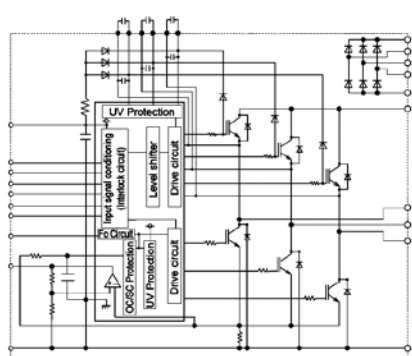 UV Protection
Input signal conditioning
(interlock circuit)
Level shifter
Drive circuit
Fo Circuit
OC/SC Protection
UV Protection
Drive circuit